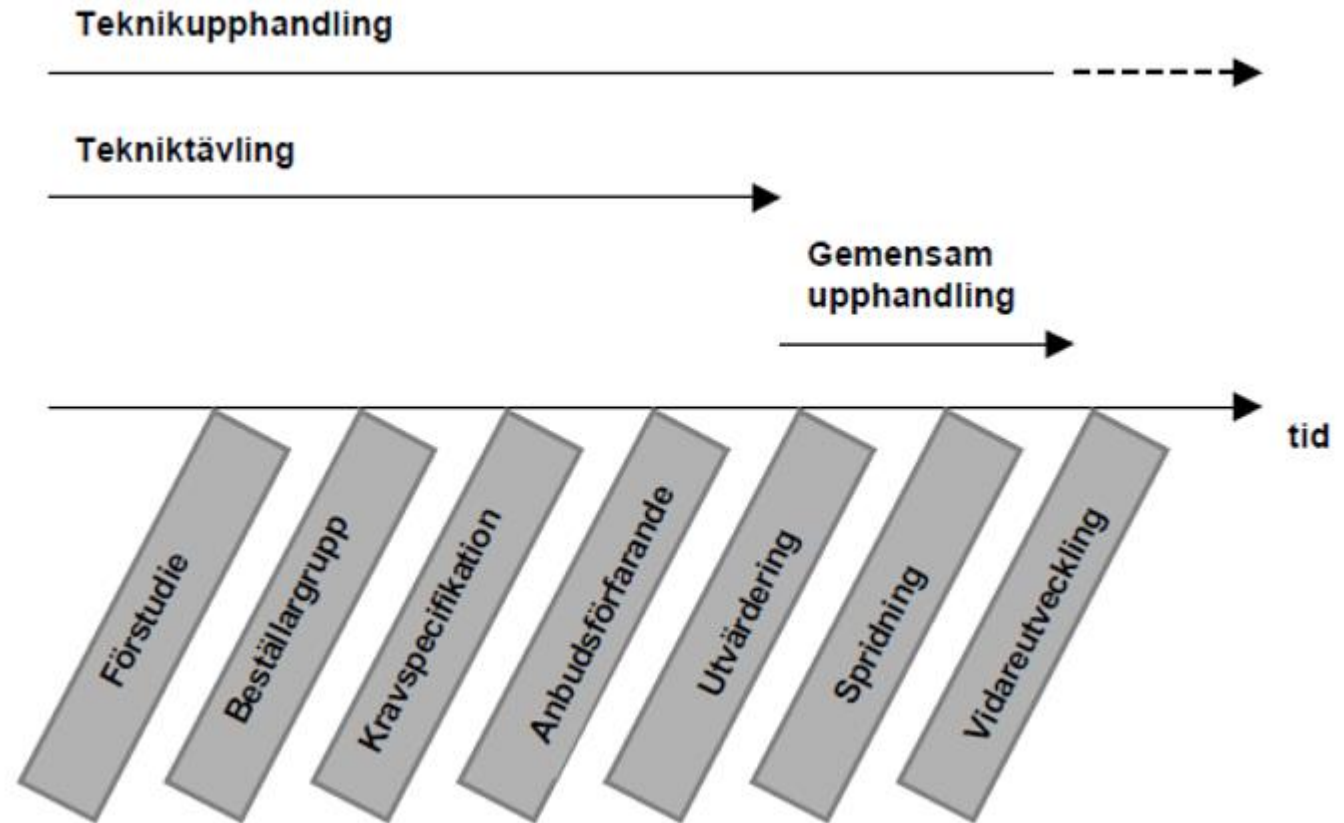 Teknikupphandling
Tekniktävling
Gemensam
upphandling
tid
Förstudie
Beställargrupp
Kravspecifikation
Anbudsförfarande
Utvärdering
Spridning
Vidareutveckling